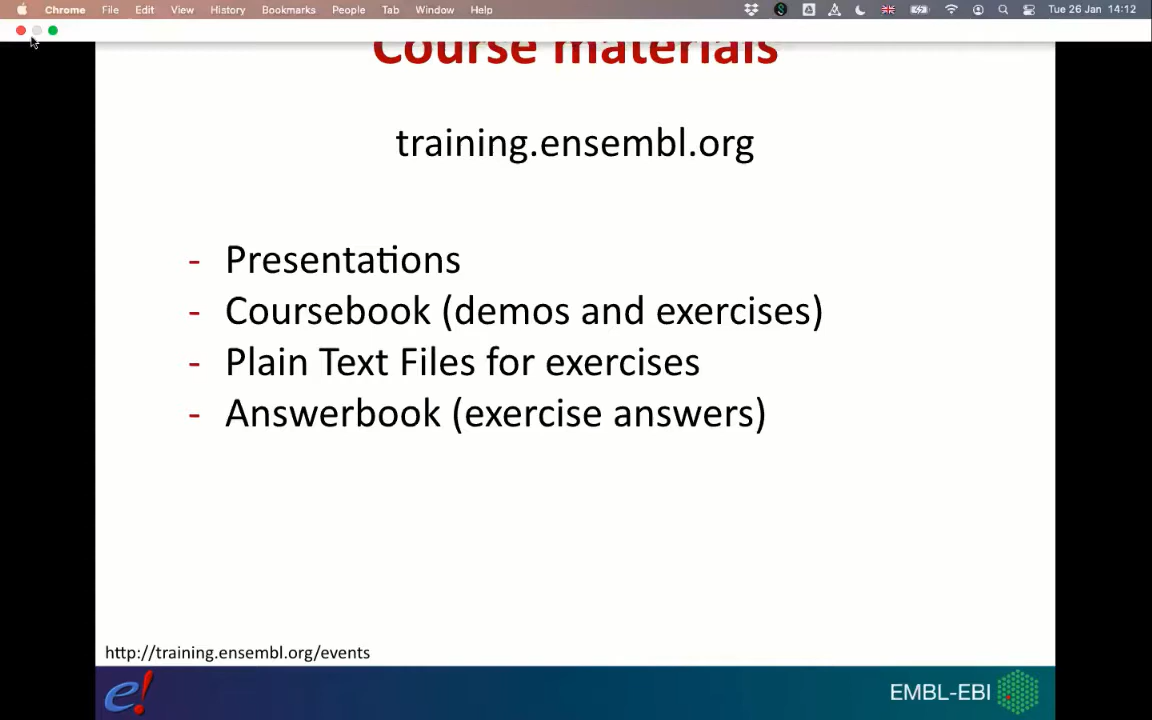 Chrome File Edit View History Bookmarks People Tab Window Help Tue 26 Jan 14:12
Course materials
training.ensembl.org
- Presentations
- Coursebook (demos and exercises)
- Plain Text Files for exercises
- Answerbook (exercise answers)
http://training.ensembl.org/events
e! EMBL-EBI